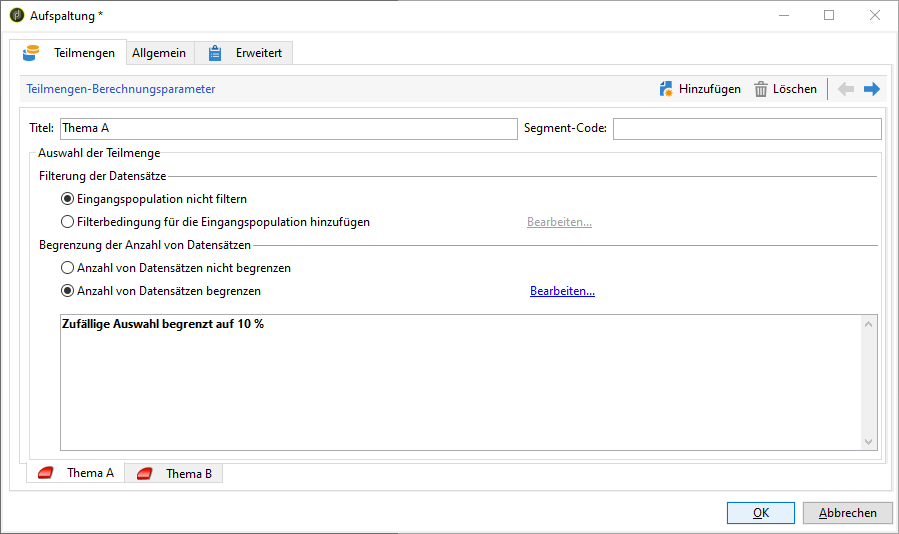 Aufspaltung *
Teilmengen Allgemein Erweitert
Teilmengen-Berechnungsparameter Hinzufügen Löschen
Titel: Thema A Segment-Code:
Auswahl der Teilmenge
Filterung der Datensätze
Eingangspopulation nicht filtern
Filterbedingung für die Eingangspopulation hinzufügen Bearbeiten...
Begrenzung der Anzahl von Datensätzen
Anzahl von Datensätzen nicht begrenzen
Anzahl von Datensätzen begrenzen Bearbeiten...
Zufällige Auswahl begrenzt auf 10 %
Thema A Thema B
OK Abbrechen